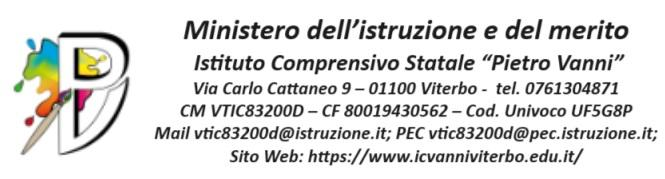 Ministero dell'istruzione e del merito
Istituto Comprensivo Statale "Pietro Vanni"
Via Carlo Cattaneo 9 – 01100 Viterbo - tel. 0761304871
CM VTIC83200D – CF 80019430562 – Cod. Univoco UF5G8P
Mail vtic83200d@istruzione.it; PEC vtic83200d@pec.istruzione.it;
Sito Web: https://www.icvanniviterbo.edu.it/